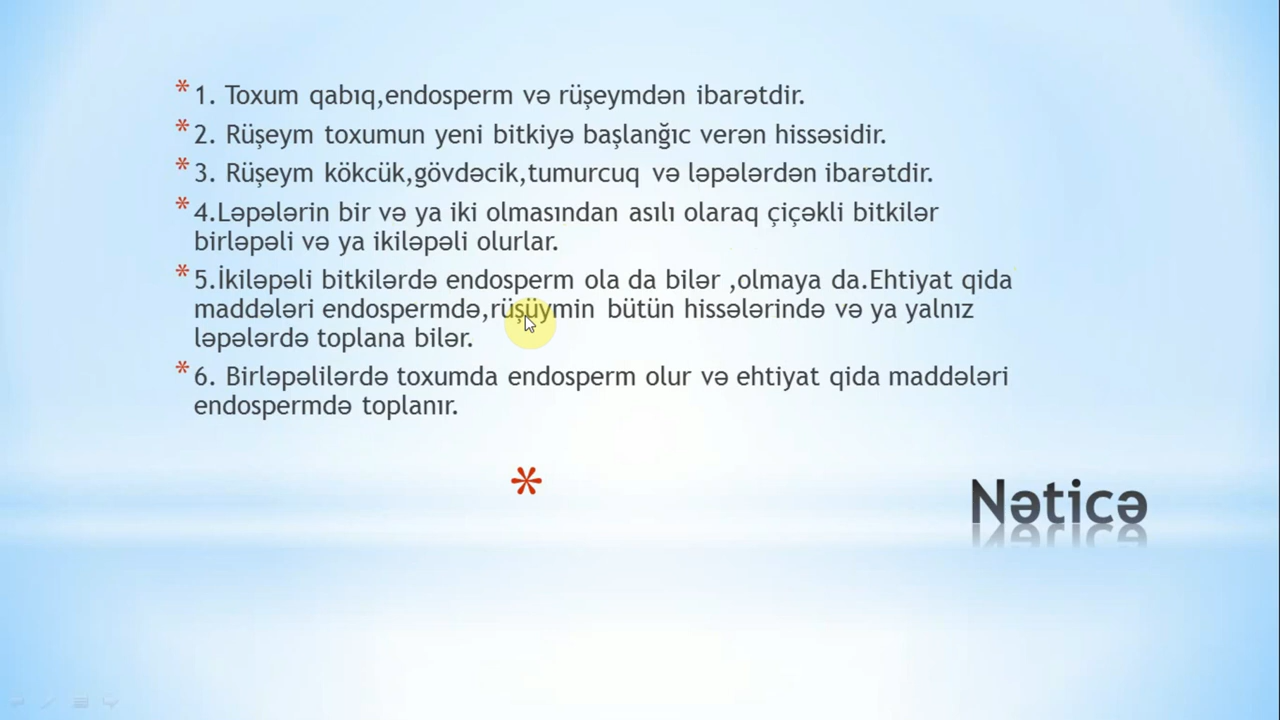 * 1. Toxum qabıq,endosperm və rüşeymdən ibarətdir.
* 2. Rüşeym toxumun yeni bitkiyə başlanğıc verən hissəsidir.
* 3. Rüşeym kökcük,gövdəcik,tumurcuq və ləpələrdən ibarətdir.
* 4.Ləpələrin bir və ya iki olmasından asılı olaraq çiçəkli bitkilər
birləpəli və ya ikiləpəli olurlar.
* 5.İkiləpəli bitkilərdə endosperm ola da bilər ,olmaya da.Ehtiyat qida
maddələri endospermdə,rüşüymin bütün hissələrində və ya yalnız
ləpələrdə toplana bilər.
* 6. Birləpəlilərdə toxumda endosperm olur və ehtiyat qida maddələri
endospermdə toplanır.
* Nəticə